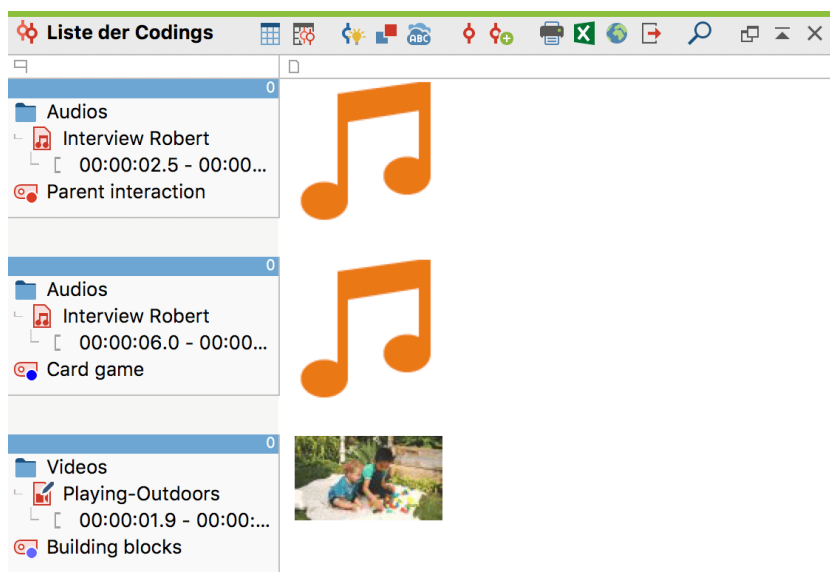 Liste der Codings
ABC
X
0
Audios
Interview Robert
00:00:02.5 - 00:00...
Parent interaction
0
Audios
Interview Robert
00:00:06.0 - 00:00...
Card game
0
Videos
Playing-Outdoors
00:00:01.9 - 00:00:...
Building blocks